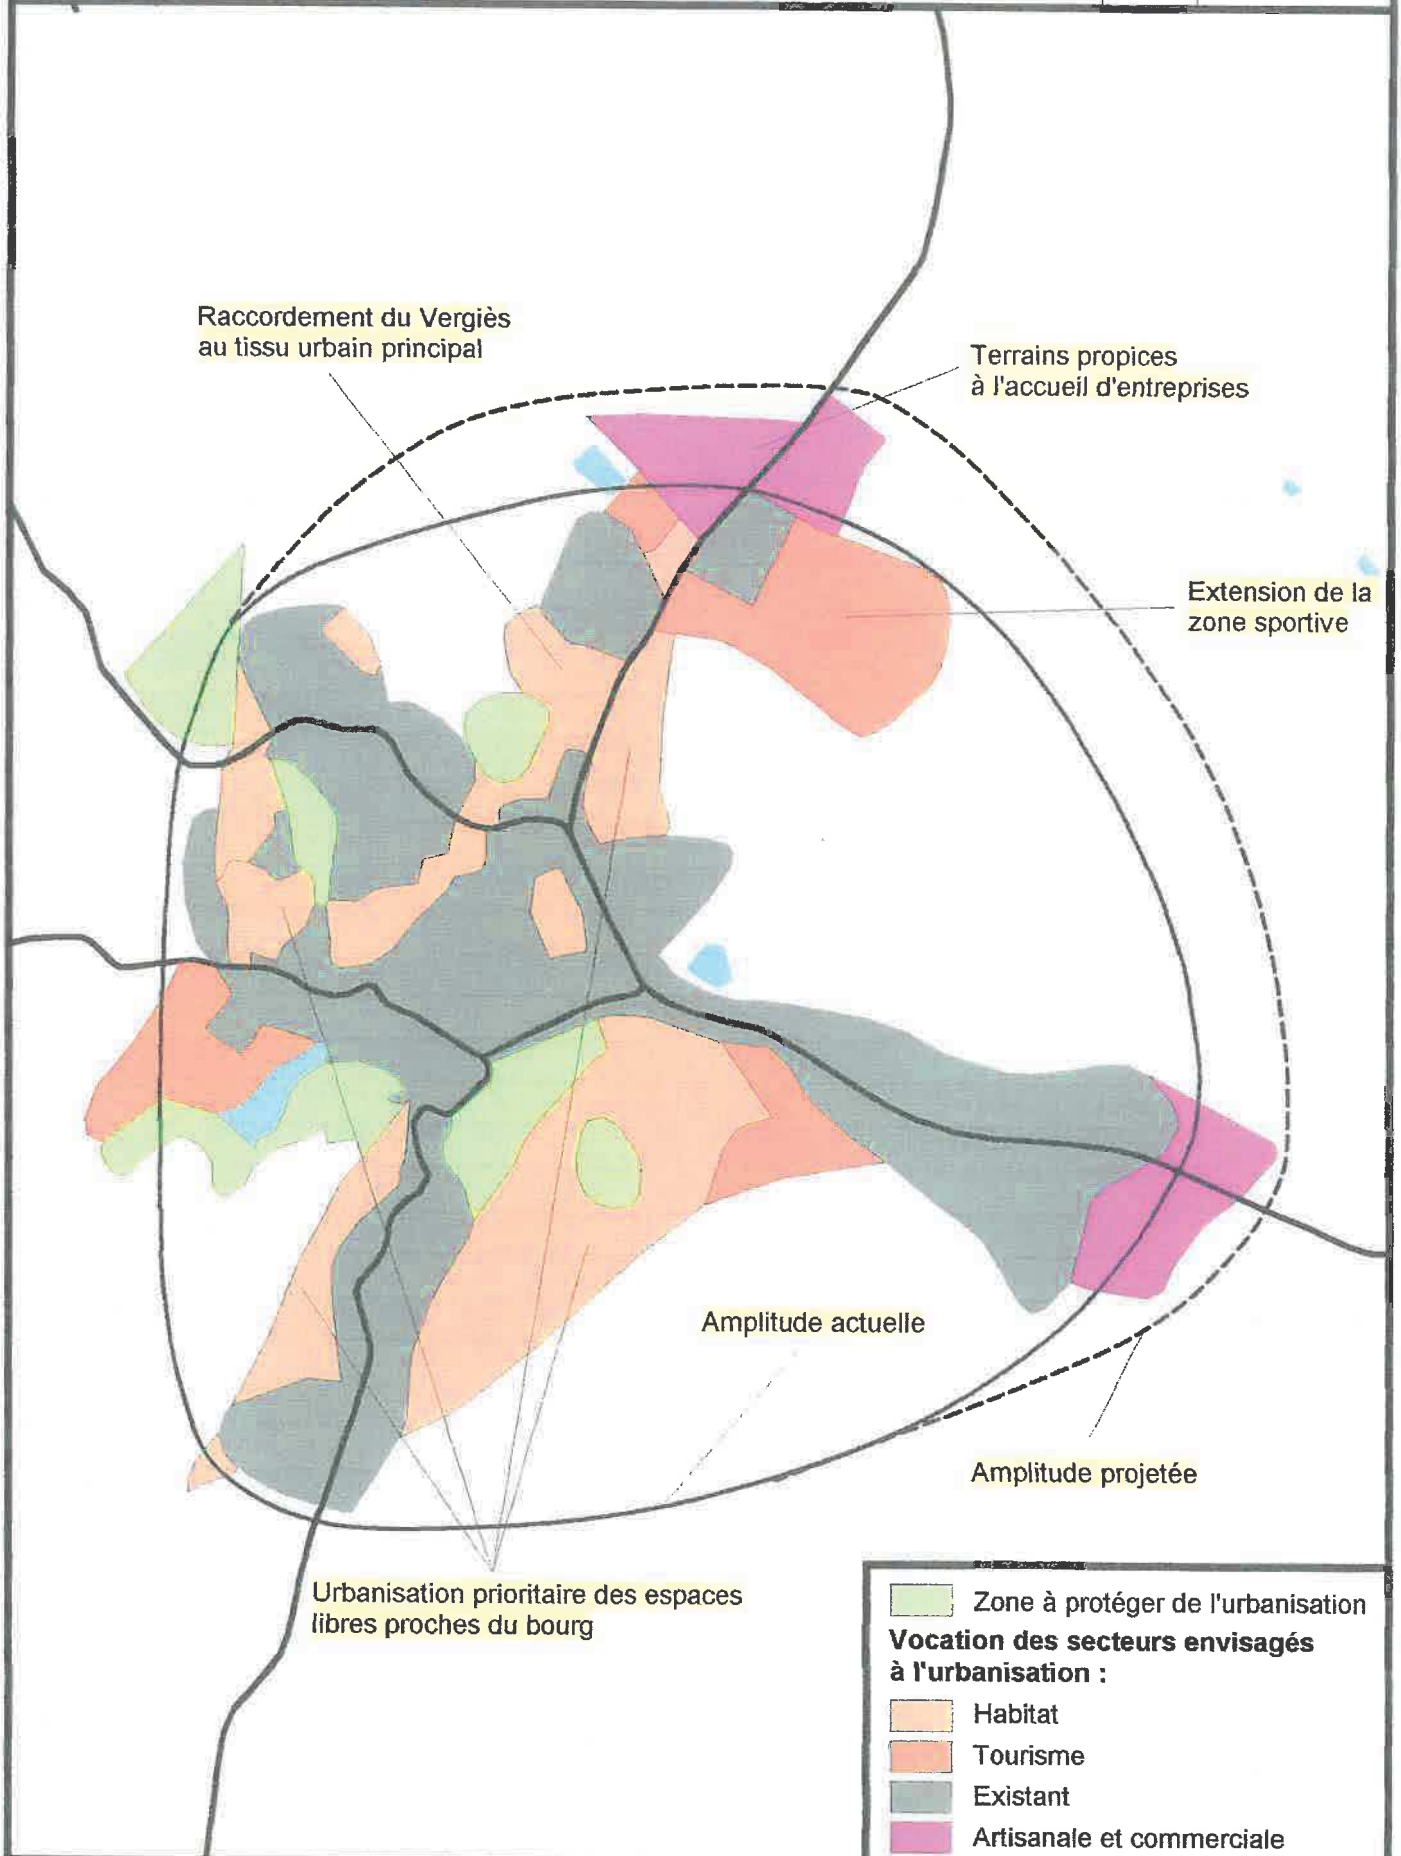 Raccordement du Vergiès
au tissu urbain principal
Terrains propices
à l'accueil d'entreprises
Extension de la
zone sportive
Amplitude actuelle
Amplitude projetée
Urbanisation prioritaire des espaces
libres proches du bourg
Zone à protéger de l'urbanisation
Vocation des secteurs envisagés
à l'urbanisation :
Habitat
Tourisme
Existant
Artisanale et commerciale